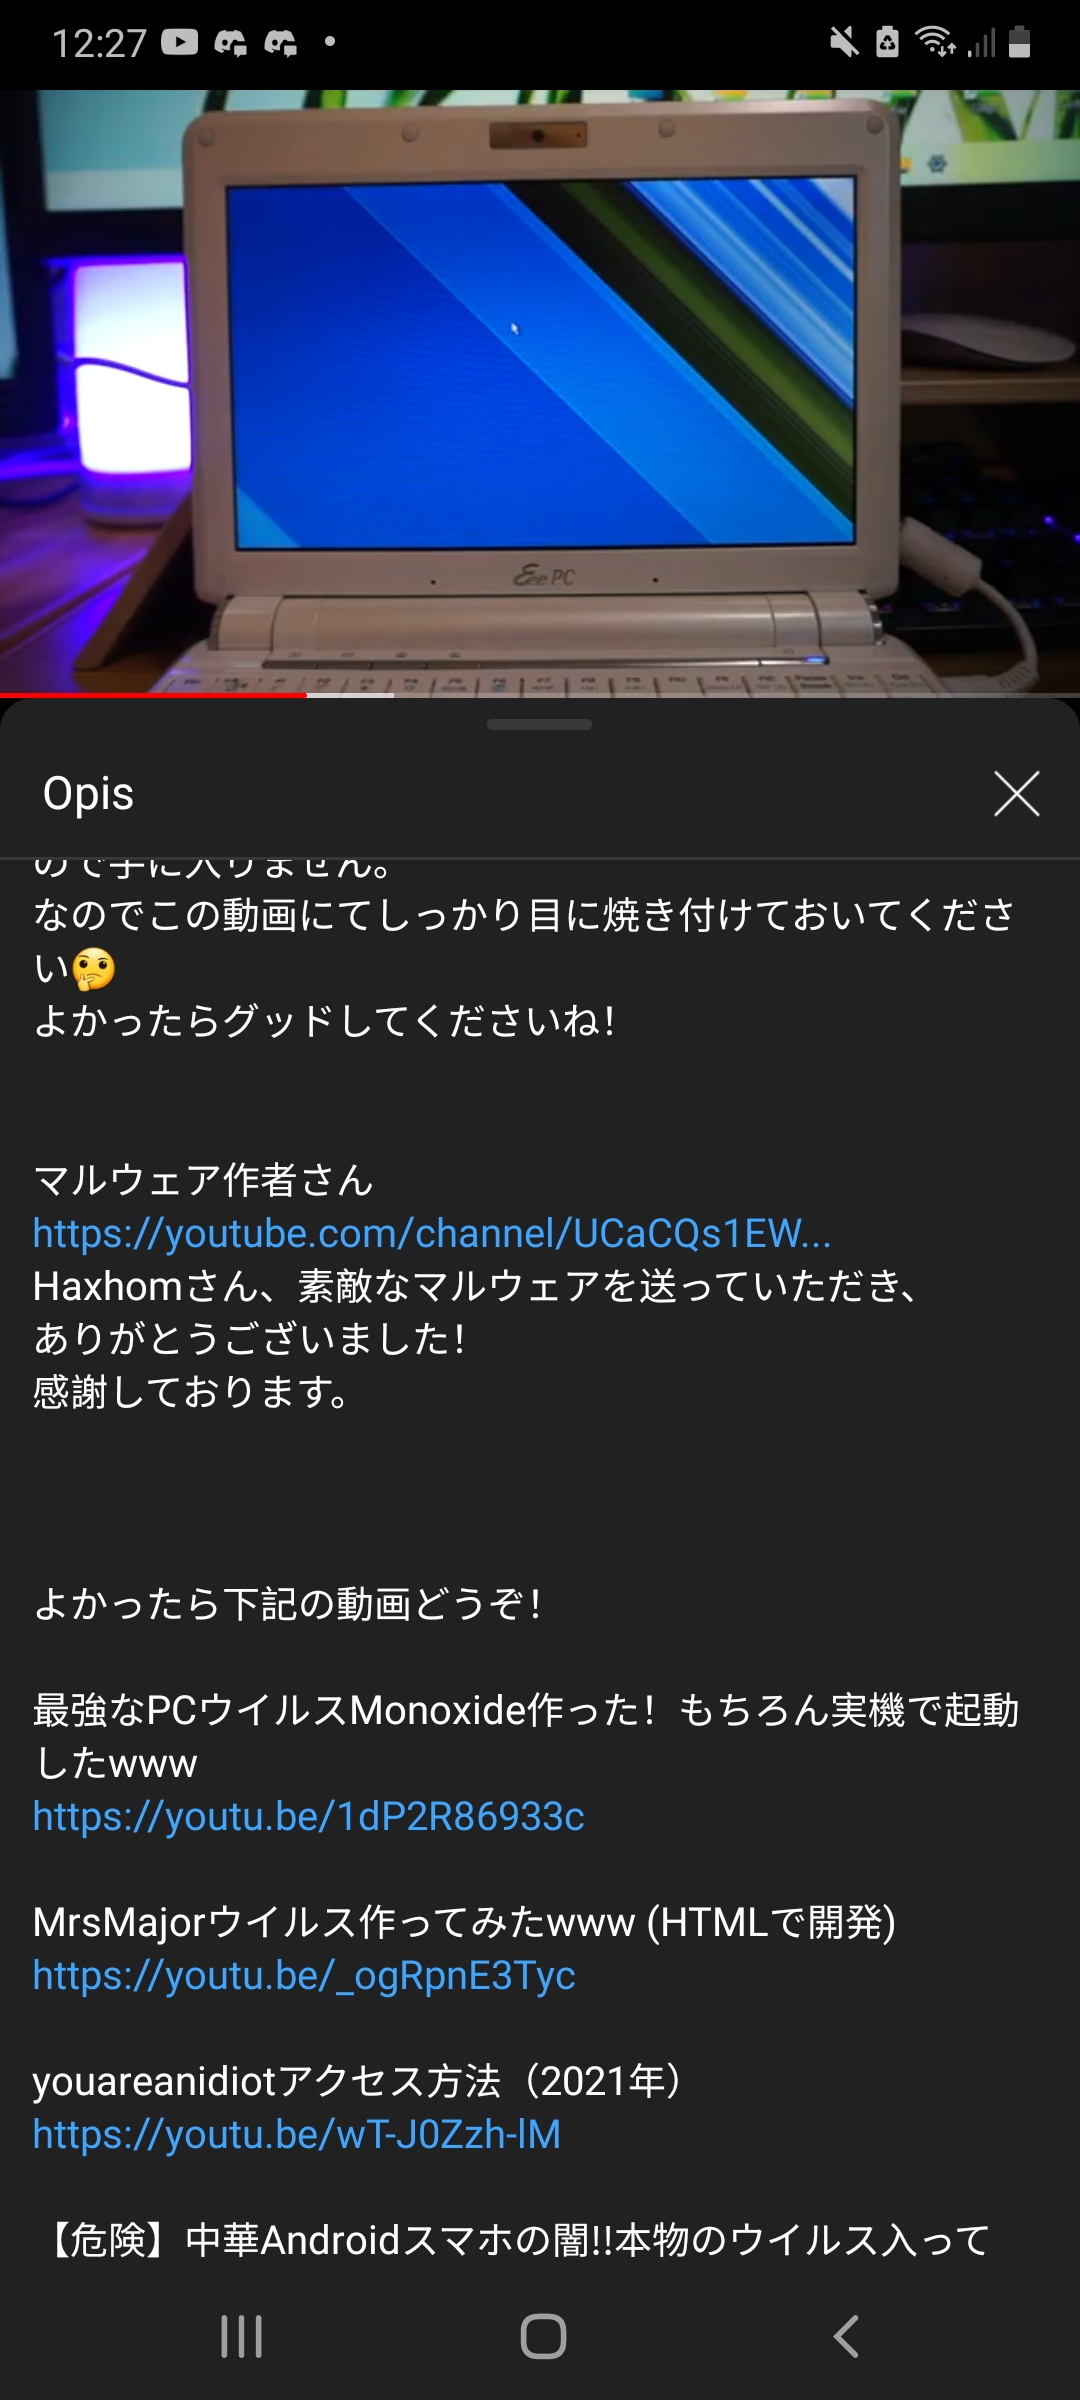 12:27
Eee PC
Opis
ので手に入りません。
なのでこの動画にてしっかり目に焼き付けておいてくださ
い🤔
よかったらグッドしてくださいね！
マルウェア作者さん
https://youtube.com/channel/UCaCQs1EW...
Haxhomさん、素敵なマルウェアを送っていただき、
ありがとうございました！
感謝しております。
よかったら下記の動画どうぞ！
最強なPCウイルスMonoxide作った！もちろん実機で起動
したwww
https://youtu.be/1dP2R86933c
MrsMajorウイルス作ってみたwww (HTMLで開発)
https://youtu.be/_ogRpnE3Tyc
youareanidiotアクセス方法（2021年）
https://youtu.be/wT-J0Zzh-lM
【危険】中華Androidスマホの闇!!本物のウイルス入って